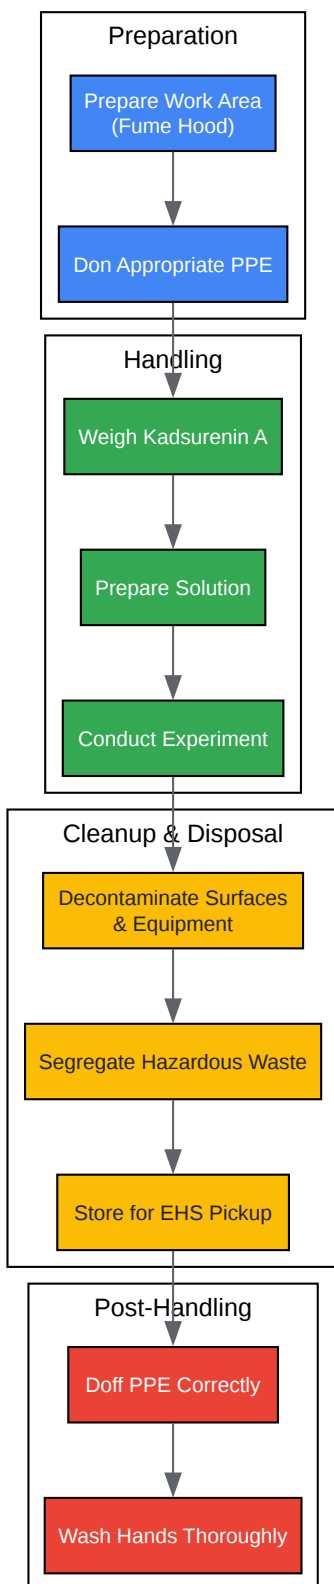 Preparation
Prepare Work Area
(Fume Hood)
Don Appropriate PPE
Handling
Weigh Kadsurenin A
Prepare Solution
Conduct Experiment
Cleanup & Disposal
Decontaminate Surfaces
& Equipment
Segregate Hazardous Waste
Store for EHS Pickup
Post-Handling
Doff PPE Correctly
Wash Hands Thoroughly